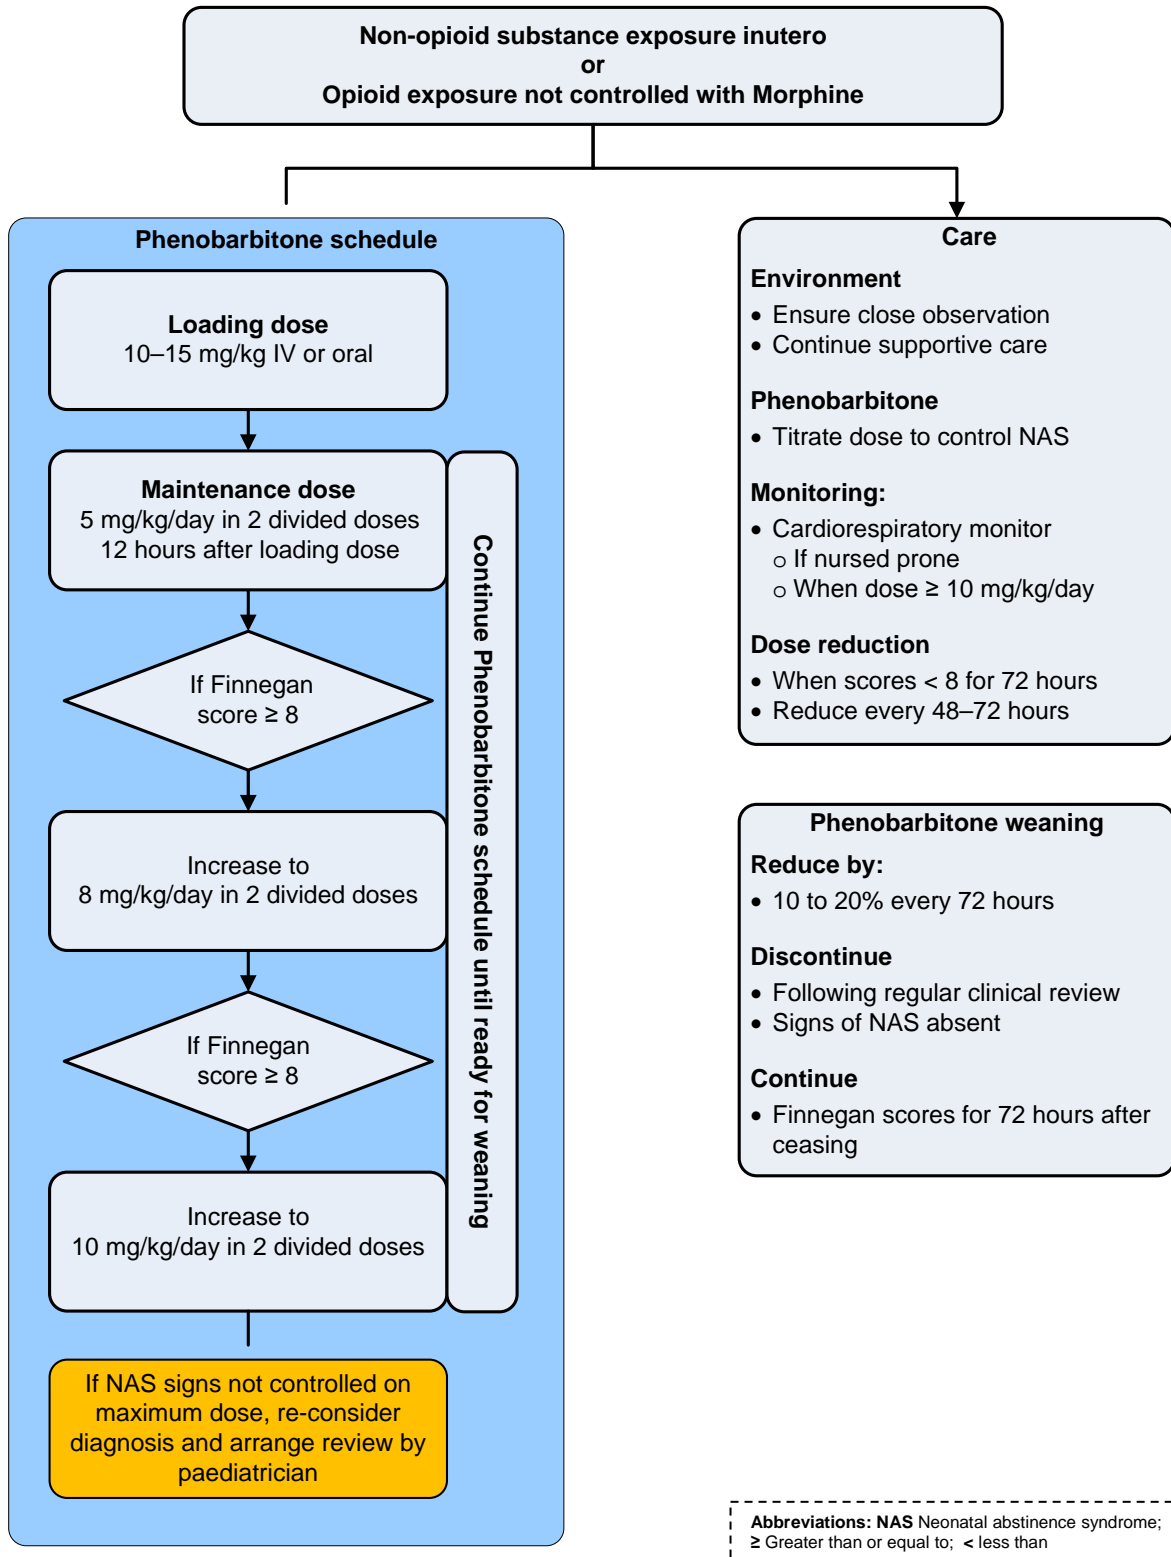 Non-opioid substance exposure inutero
or
Opioid exposure not controlled with Morphine
Phenobarbitone schedule
Loading dose
10–15 mg/kg IV or oral
Maintenance dose
5 mg/kg/day in 2 divided doses
12 hours after loading dose
If Finnegan
score ≥ 8
Increase to
8 mg/kg/day in 2 divided doses
If Finnegan
score ≥ 8
Increase to
10 mg/kg/day in 2 divided doses
Continue Phenobarbitone schedule until ready for weaning
If NAS signs not controlled on
maximum dose, re-consider
diagnosis and arrange review by
paediatrician
Care
Environment
• Ensure close observation
• Continue supportive care
Phenobarbitone
• Titrate dose to control NAS
Monitoring:
• Cardiorespiratory monitor
o If nursed prone
o When dose ≥ 10 mg/kg/day
Dose reduction
• When scores < 8 for 72 hours
• Reduce every 48–72 hours
Phenobarbitone weaning
Reduce by:
• 10 to 20% every 72 hours
Discontinue
• Following regular clinical review
• Signs of NAS absent
Continue
• Finnegan scores for 72 hours after
ceasing
Abbreviations: NAS Neonatal abstinence syndrome;
≥ Greater than or equal to; < less than